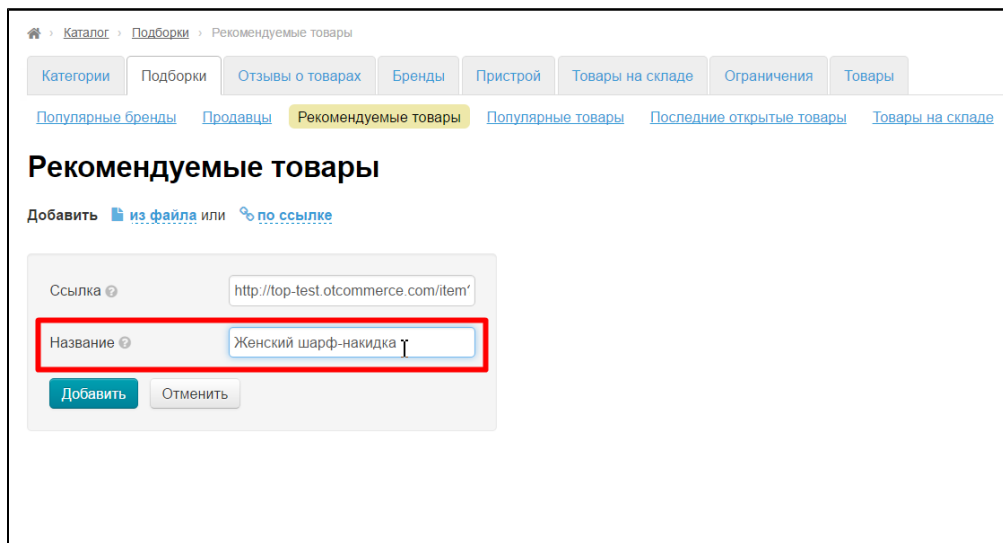 Каталог › Подборки › Рекомендуемые товары
Категории Подборки Отзывы о товарах Бренды Пристрой Товары на складе Ограничения Товары
Популярные бренды Продавцы Рекомендуемые товары Популярные товары Последние открытые товары Товары на складе
Рекомендуемые товары
Добавить из файла или по ссылке
Ссылка ? http://top-test.otcommerce.com/item?
Название ? Женский шарф-накидка
Добавить Отменить